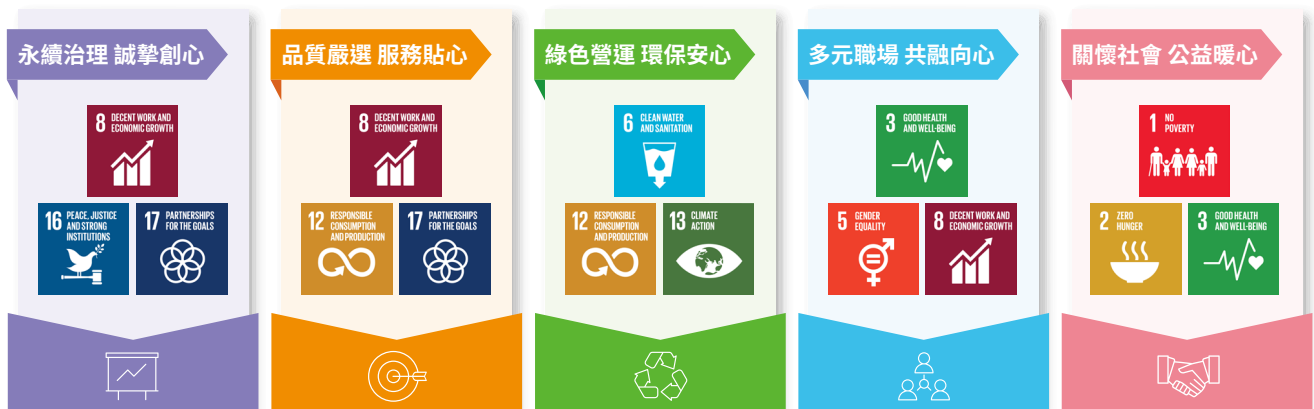 永續治理 誠摯創心
8 DECENT WORK AND
ECONOMIC GROWTH
16 PEACE, JUSTICE
AND STRONG
INSTITUTIONS
17 PARTNERSHIPS
FOR THE GOALS
品質嚴選 服務貼心
8 DECENT WORK AND
ECONOMIC GROWTH
12 RESPONSIBLE
CONSUMPTION
AND PRODUCTION
17 PARTNERSHIPS
FOR THE GOALS
綠色營運 環保安心
6 CLEAN WATER
AND SANITATION
12 RESPONSIBLE
CONSUMPTION
AND PRODUCTION
13 CLIMATE
ACTION
多元職場 共融向心
3 GOOD HEALTH
AND WELL-BEING
5 GENDER
EQUALITY
8 DECENT WORK AND
ECONOMIC GROWTH
關懷社會 公益暖心
1 NO
POVERTY
2 ZERO
HUNGER
3 GOOD HEALTH
AND WELL-BEING